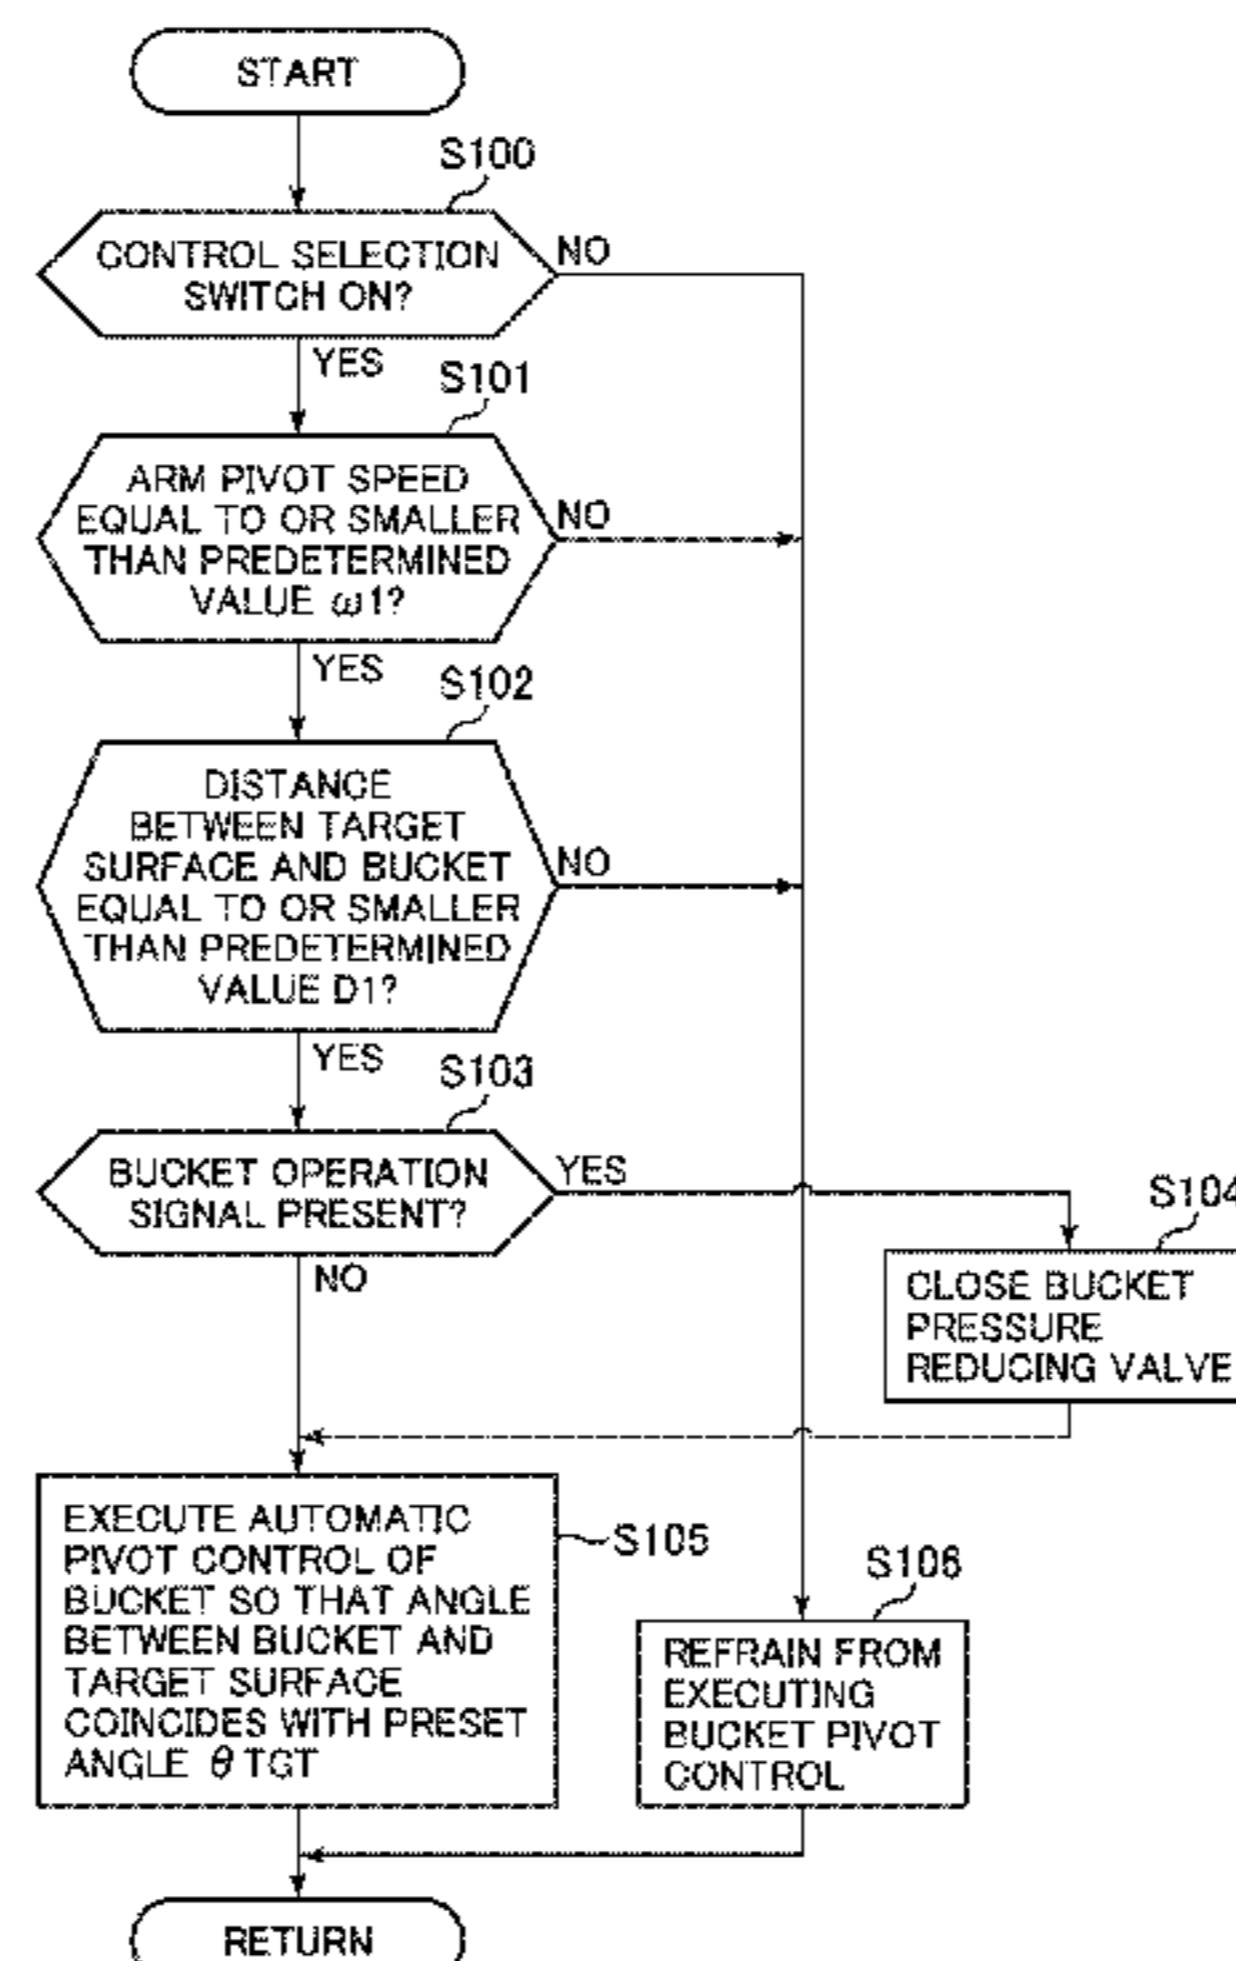 START
S100
CONTROL SELECTION
SWITCH ON?
NO
YES
S101
ARM PIVOT SPEED
EQUAL TO OR SMALLER
THAN PREDETERMINED
VALUE ω1?
NO
YES
S102
DISTANCE
BETWEEN TARGET
SURFACE AND BUCKET
EQUAL TO OR SMALLER
THAN PREDETERMINED
VALUE D1?
NO
YES
S103
BUCKET OPERATION
SIGNAL PRESENT?
YES
NO
S104
CLOSE BUCKET
PRESSURE
REDUCING VALVE
EXECUTE AUTOMATIC
PIVOT CONTROL OF
BUCKET SO THAT ANGLE
BETWEEN BUCKET AND
TARGET SURFACE
COINCIDES WITH PRESET
ANGLE θTGT
S105
S106
REFRAIN FROM
EXECUTING
BUCKET PIVOT
CONTROL
RETURN